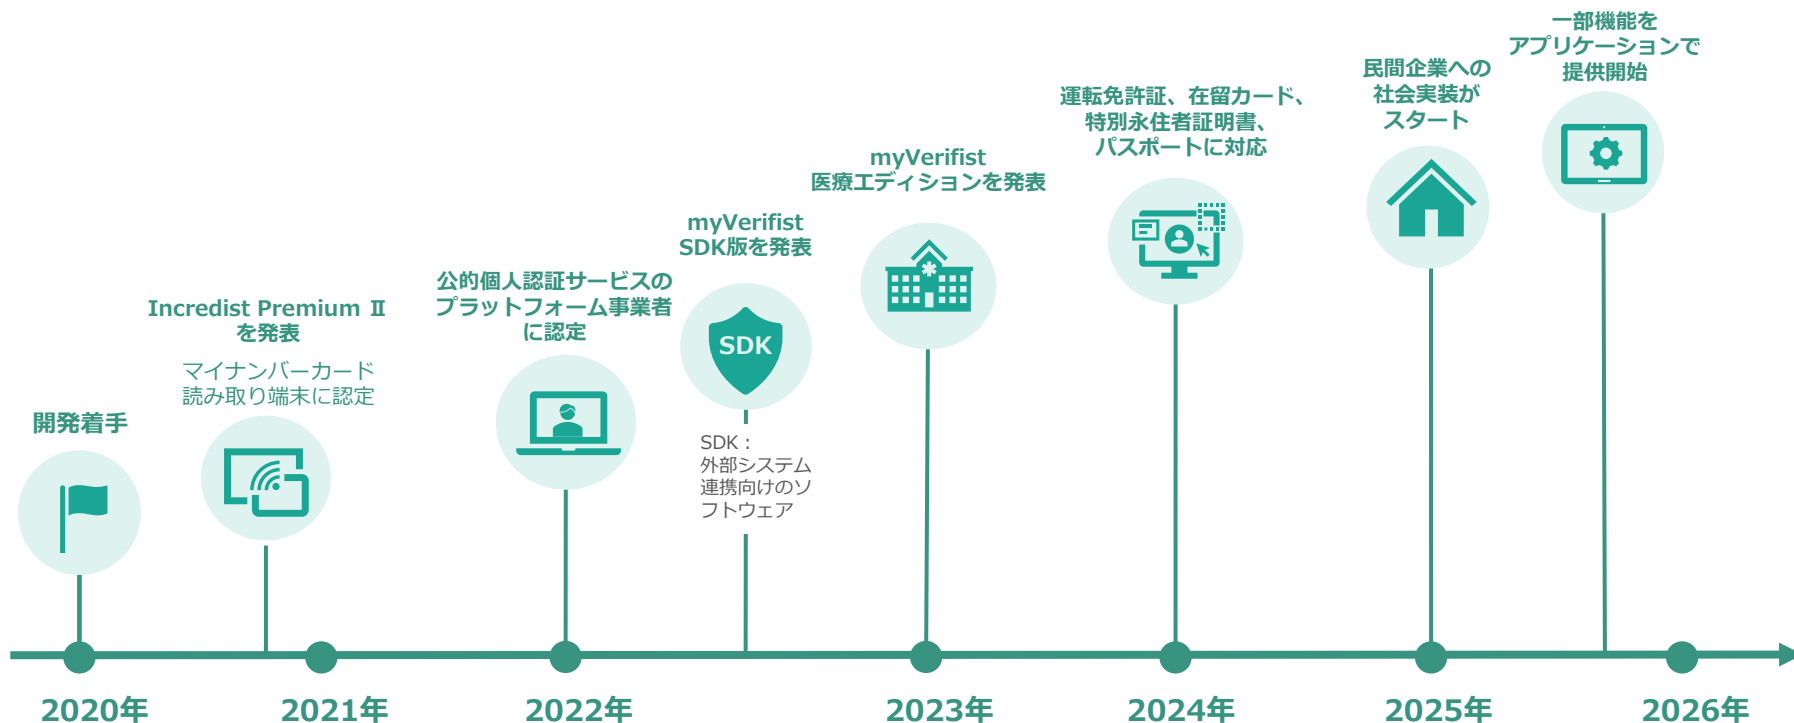 開発着手
Incredist Premium Ⅱ
を発表
マイナンバーカード
読み取り端末に認定
公的個人認証サービスの
プラットフォーム事業者
に認定
myVerifist
SDK版を発表
SDK
SDK：
外部システム
連携向けのソ
フトウェア
myVerifist
医療エディションを発表
運転免許証、在留カード、
特別永住者証明書、
パスポートに対応
民間企業への
社会実装が
スタート
一部機能を
アプリケーションで
提供開始
2020年
2021年
2022年
2023年
2024年
2025年
2026年